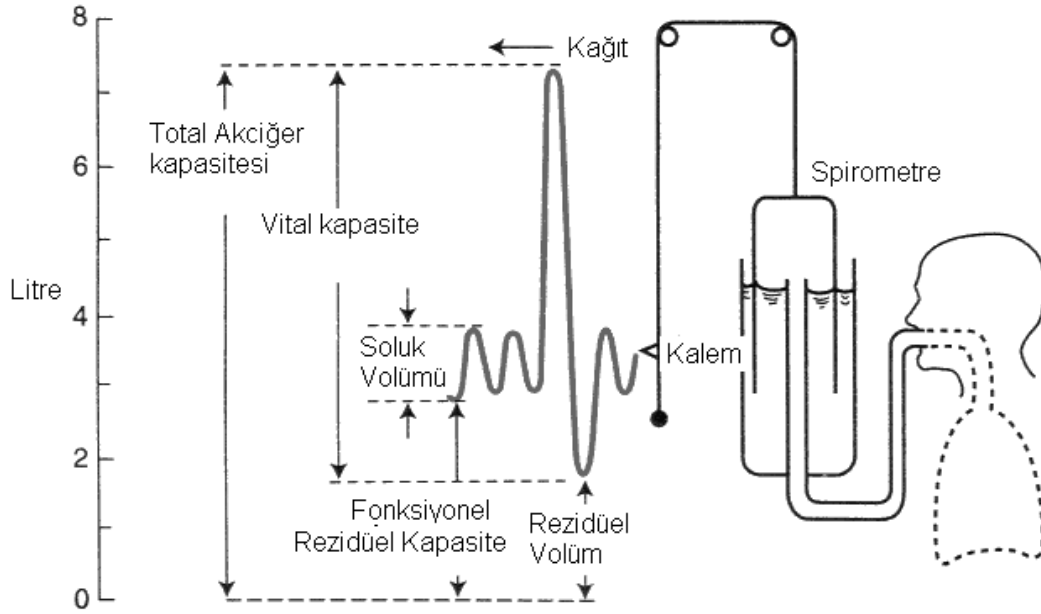 8
Kağıt
Total Akciğer
kapasitesi
6
Spirometre
Vital kapasite
Litre
4
Soluk
Volümü
Kalem
2
Fonksiyonel
Rezidüel Kapasite
Rezidüel
Volüm
0